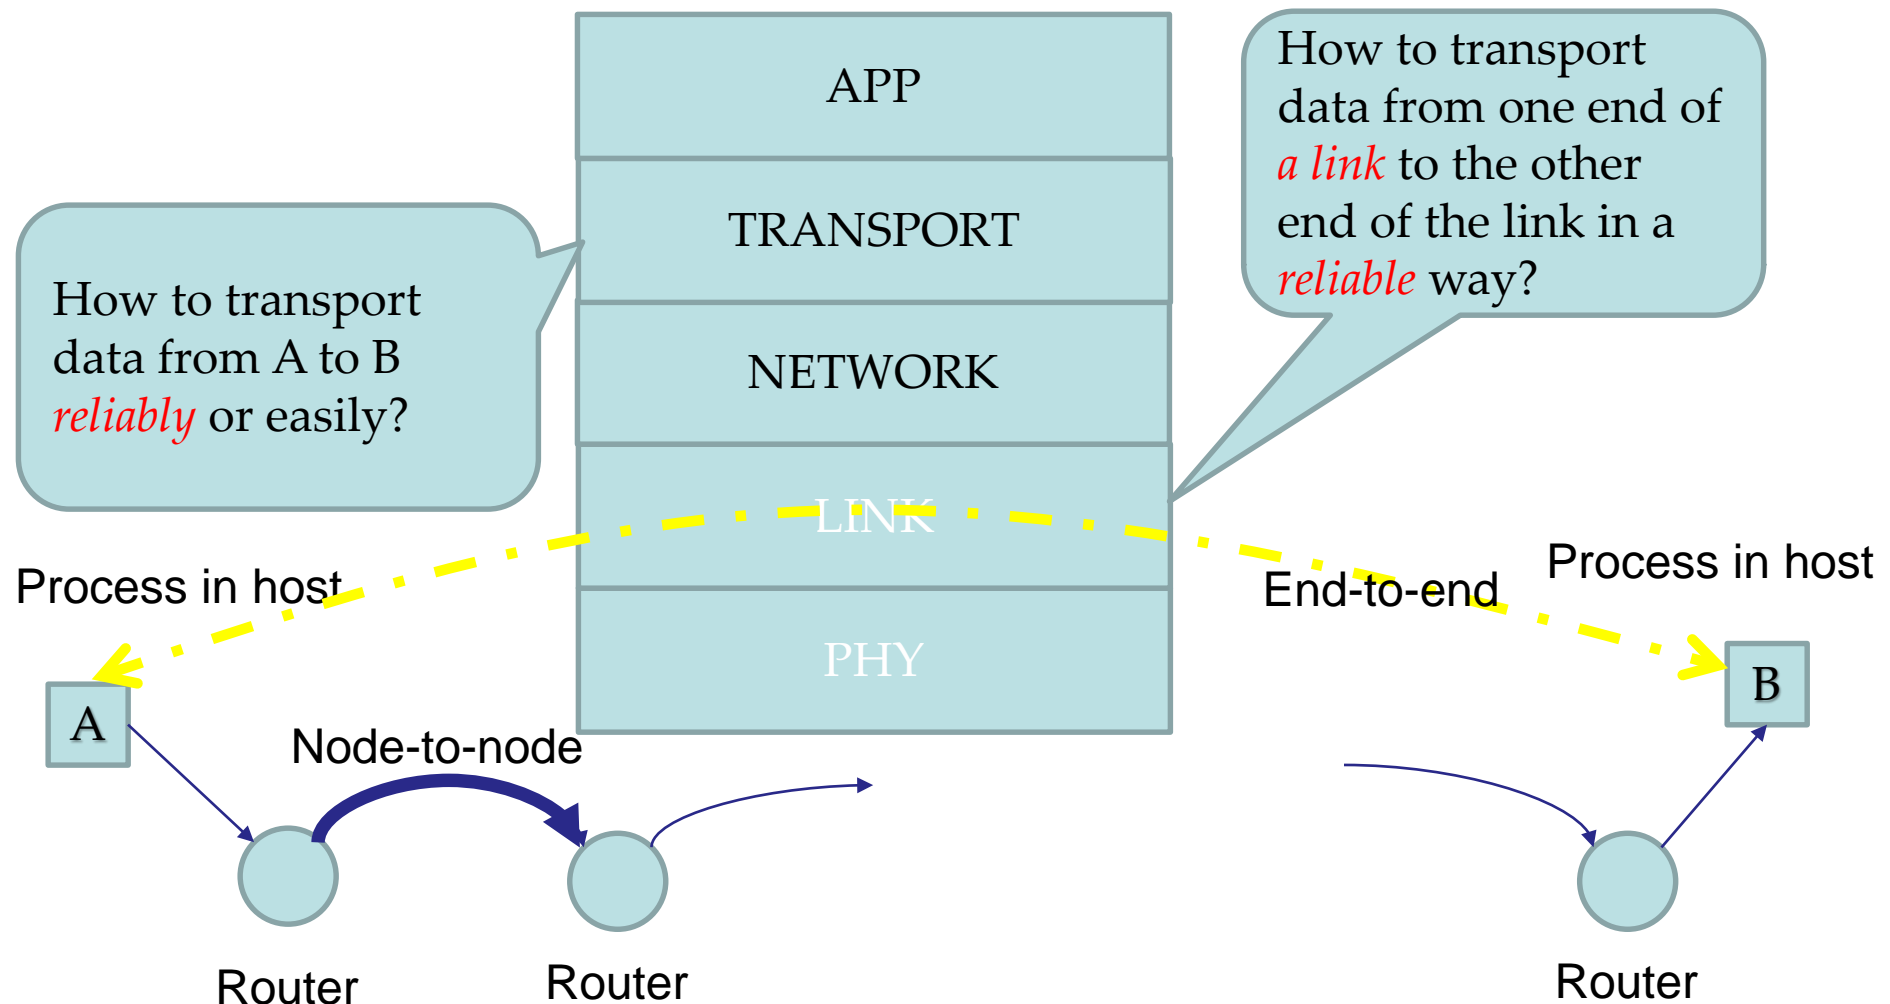 APP
TRANSPORT
NETWORK
LINK
PHY
How to transport
data from A to B
reliably or easily?
How to transport
data from one end of
a link to the other
end of the link in a
reliable way?
Process in host
End-to-end
Process in host
A
B
Node-to-node
Router
Router
Router